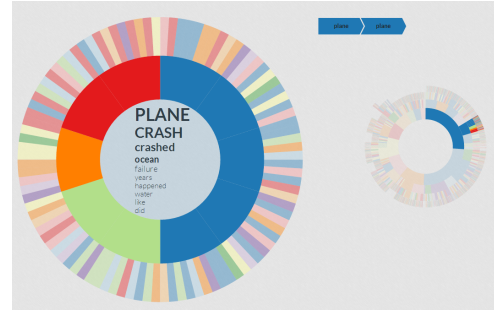 plane plane
PLANE
CRASH
crashed
ocean
failure
years
happened
water
like
did